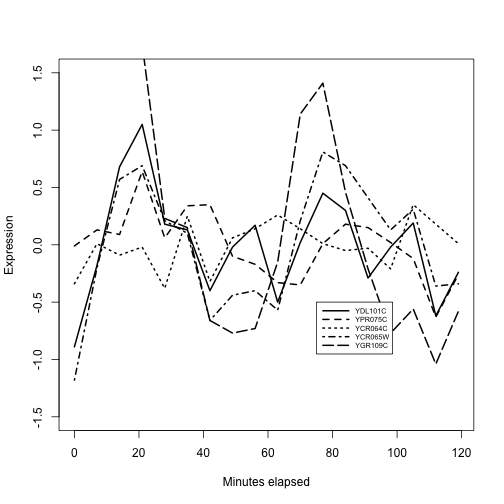 1.5
1.0
0.5
0.0
-0.5
-1.0
-1.5
Expression
YDL101C
YPR075C
YCR064C
YCR065W
YGR109C
0 20 40 60 80 100 120
Minutes elapsed